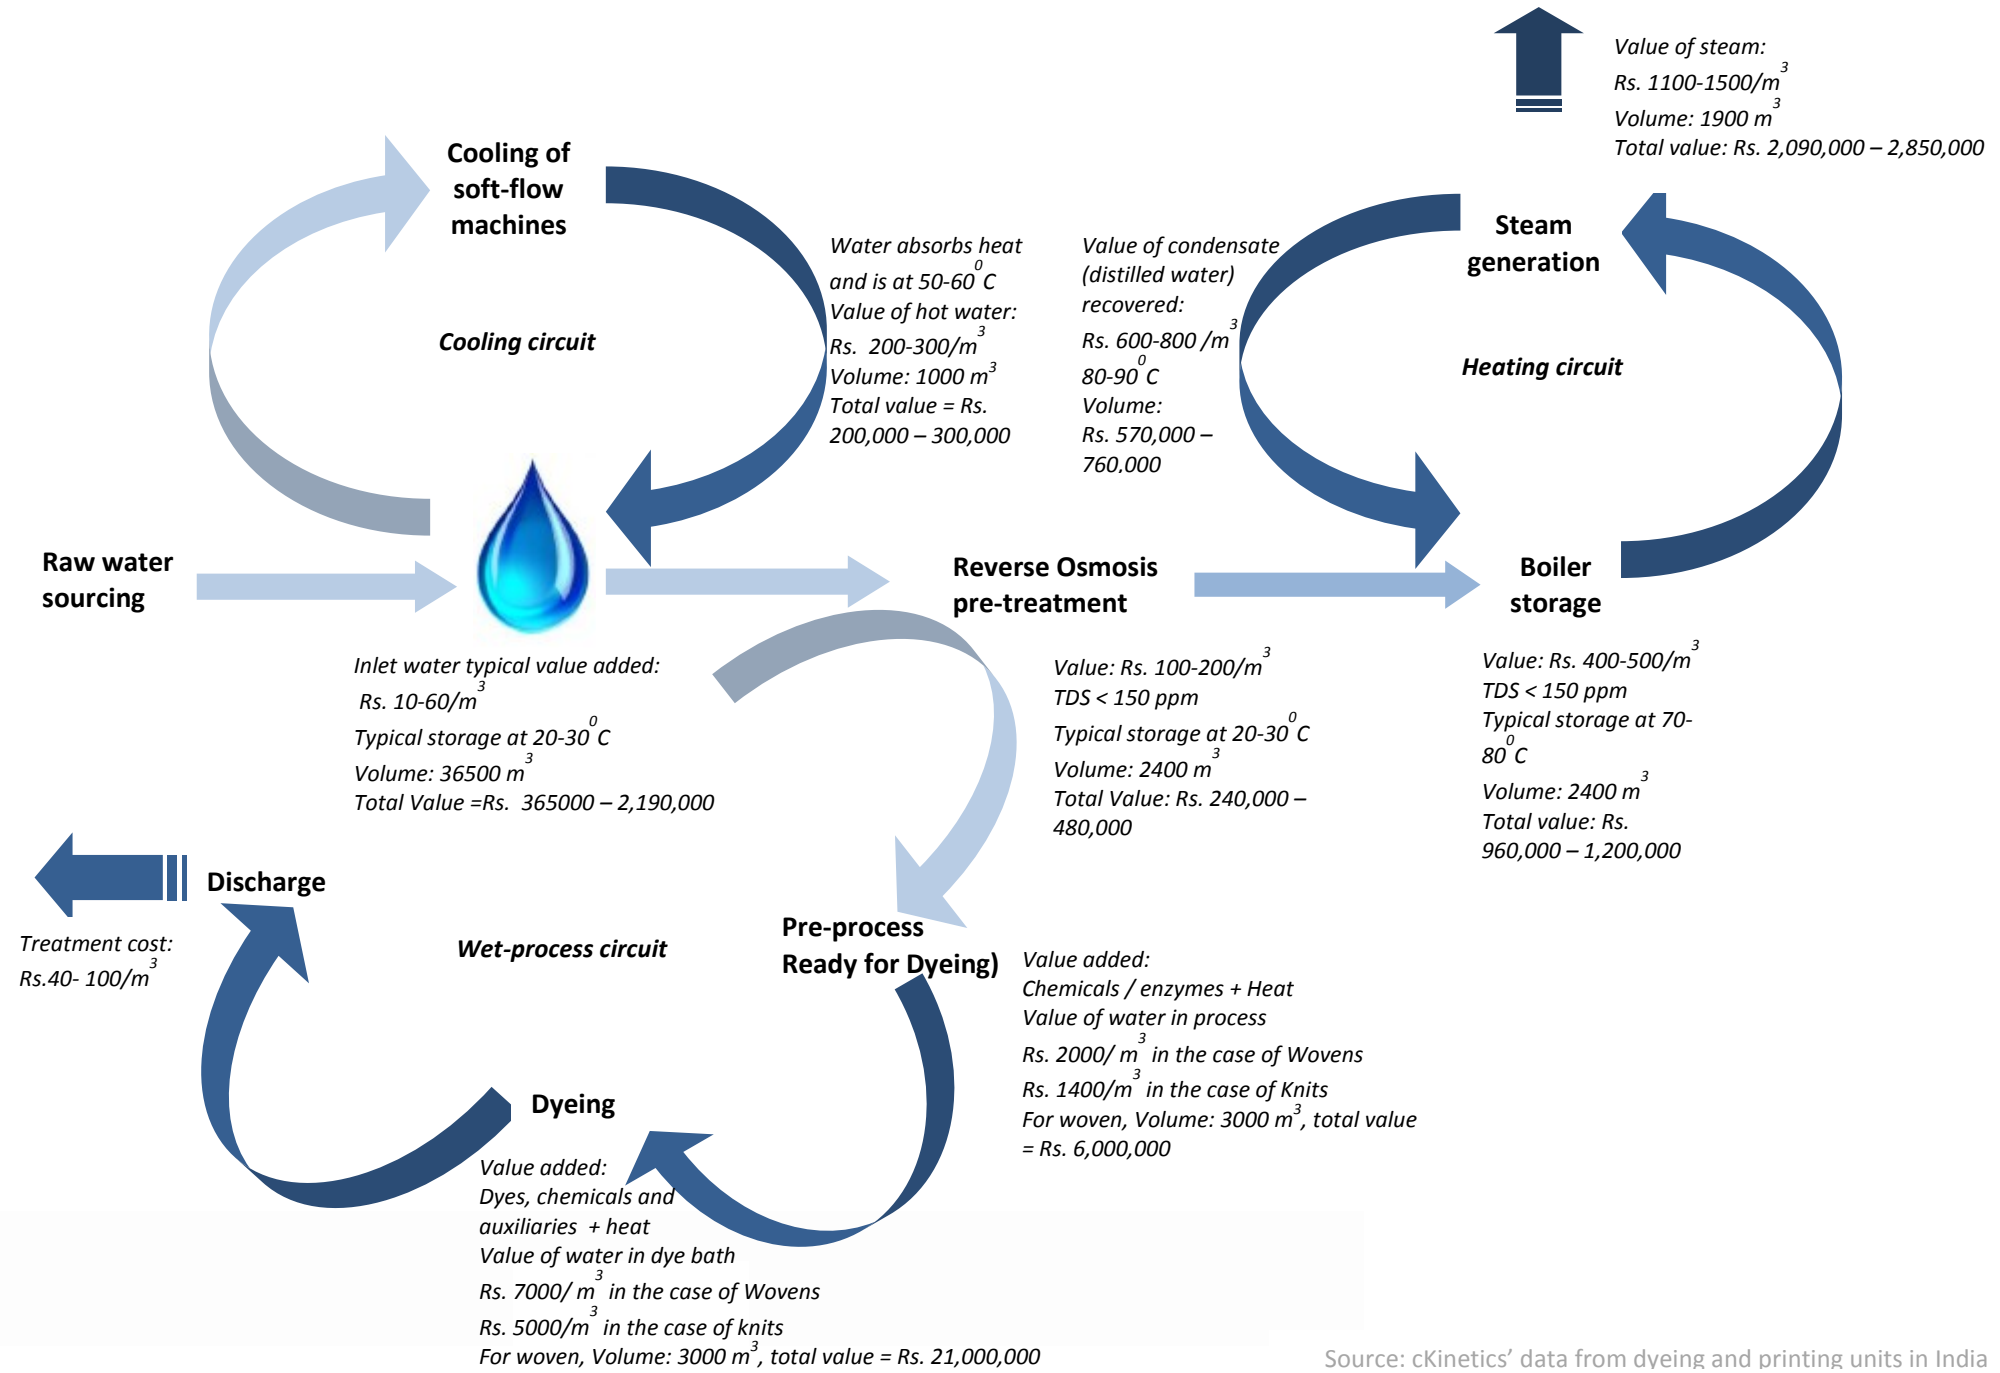 Value of steam:
Rs. 1100-1500/m³
Volume: 1900 m³
Total value: Rs. 2,090,000 – 2,850,000
Cooling of
soft-flow
machines
Cooling circuit
Water absorbs heat
and is at 50-60⁰C
Value of hot water:
Rs.  200-300/m³
Volume: 1000 m³
Total value = Rs.
200,000 – 300,000
Value of condensate
(distilled water)
recovered:
Rs. 600-800 /m³
80-90⁰C
Volume:
Rs. 570,000 –
760,000
Steam
generation
Heating circuit
Raw water
sourcing
Reverse Osmosis
pre-treatment
Boiler
storage
Inlet water typical value added:
Rs. 10-60/m³
Typical storage at 20-30⁰C
Volume: 36500 m³
Total Value =Rs.  365000 – 2,190,000
Value: Rs. 100-200/m³
TDS < 150 ppm
Typical storage at 20-30⁰C
Volume: 2400 m³
Total Value: Rs. 240,000 –
480,000
Value: Rs. 400-500/m³
TDS < 150 ppm
Typical storage at 70-
80⁰C
Volume: 2400 m³
Total value: Rs.
960,000 – 1,200,000
Discharge
Treatment cost:
Rs.40- 100/m³
Wet-process circuit
Pre-process
Ready for Dyeing)
Value added:
Chemicals / enzymes + Heat
Value of water in process
Rs. 2000/ m³ in the case of Wovens
Rs. 1400/m³ in the case of Knits
For woven, Volume: 3000 m³, total value
= Rs. 6,000,000
Dyeing
Value added:
Dyes, chemicals and
auxiliaries  + heat
Value of water in dye bath
Rs. 7000/ m³ in the case of Wovens
Rs. 5000/m³ in the case of knits
For woven, Volume: 3000 m³, total value = Rs. 21,000,000
Source: cKinetics’ data from dyeing and printing units in India